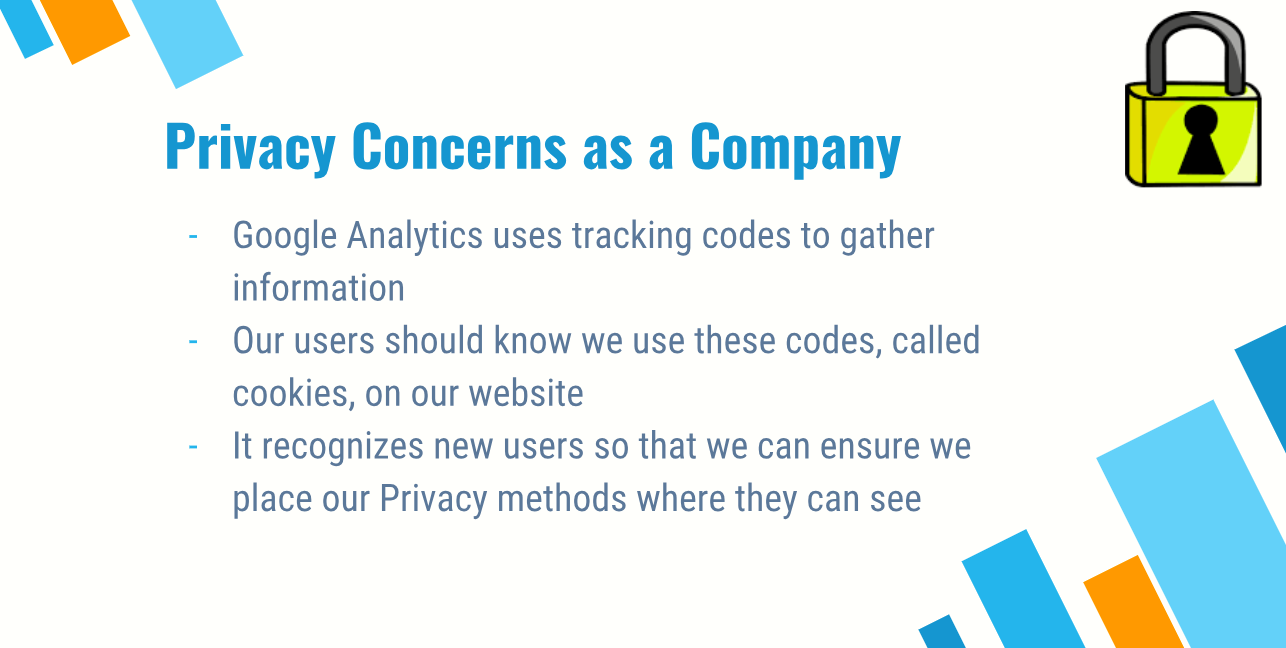 Privacy Concerns as a Company
- Google Analytics uses tracking codes to gather
information
- Our users should know we use these codes, called
cookies, on our website
- It recognizes new users so that we can ensure we
place our Privacy methods where they can see